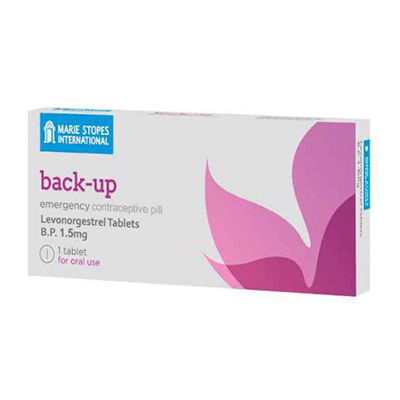 MARIE STOPES
INTERNATIONAL
back-up
emergency contraceptive pill
Levonorgestrel Tablets
B.P. 1.5mg
1 tablet
for oral use